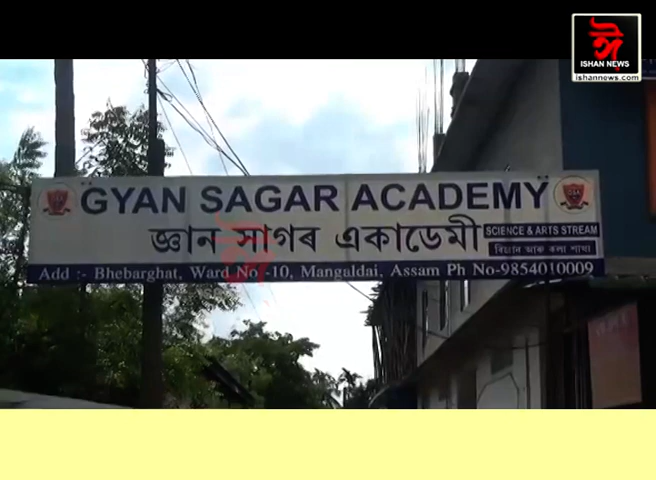 ঈ
ISHAN NEWS
ishannews.com
"GYAN SAGAR ACADEMY"
জ্ঞান সাগৰ একাডেমী
SCIENCE & ARTS STREAM
বিজ্ঞান আৰু কলা শাখা
Add :- Bhebarghat, Ward No.-10, Mangaldai, Assam Ph No-9854010009